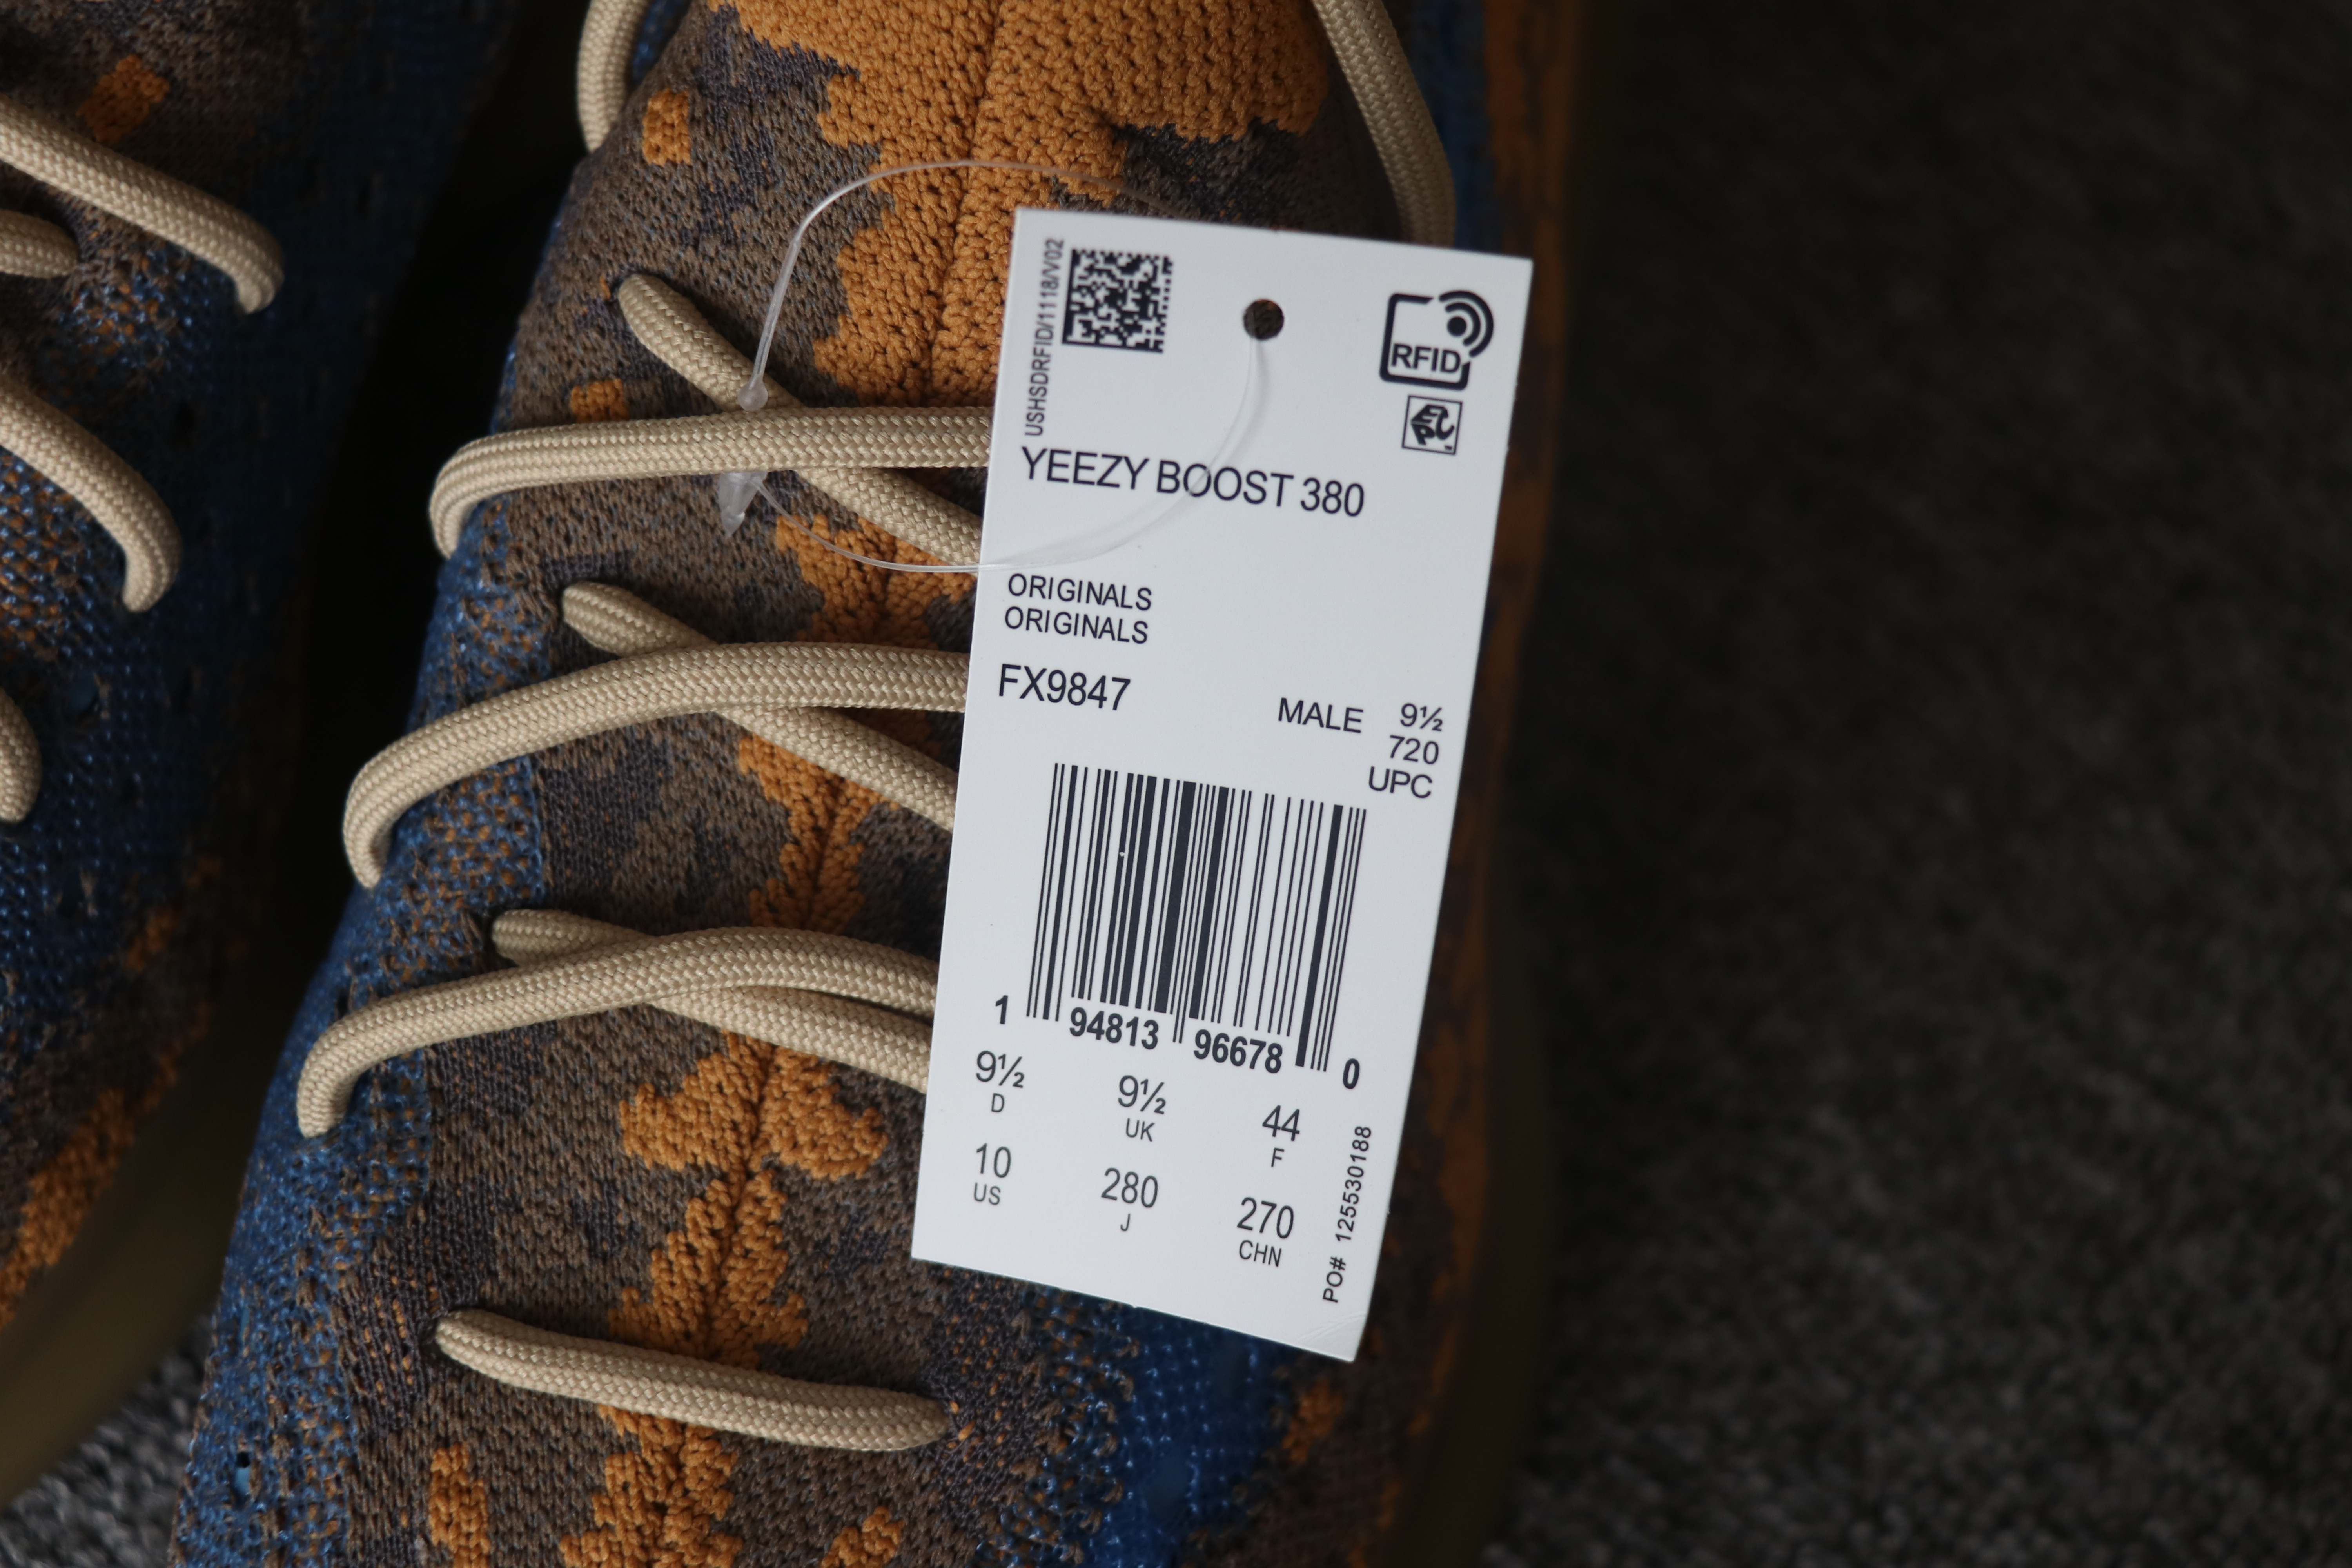 USHSDRFID/1118/V02
RFID
EPC
YEEZY BOOST 380
ORIGINALS
ORIGINALS
FX9847
MALE 9½
720
UPC
1 94813 96678 0
9½ 9½ 44
D UK F
10 280 270
US J CHN
PO# 125530188